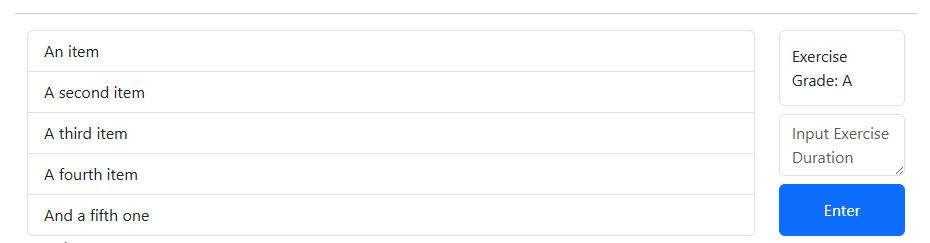 An item
A second item
A third item
A fourth item
And a fifth one
Exercise
Grade: A
Input Exercise
Duration
Enter